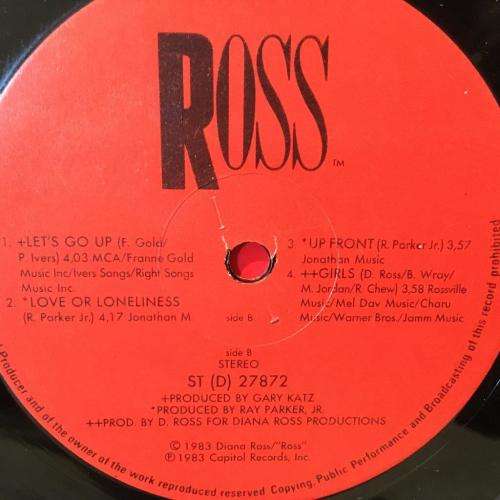 ROSS
TM
1. +LET'S GO UP (F. Gold/
P. Ivers) 4,03 MCA/Franne Gold
Music Inc/Ivers Songs/Right Songs
Music Inc.
2. *LOVE OR LONELINESS
(R. Parker Jr.) 4,17 Jonathan M.
3 *UP FRONT (R. Parker Jr.) 3,57
Jonathan Music
4. ++GIRLS (D. Ross/B. Wray/
M. Jordan/R. Chew) 3,58 Rossville
Music/Mel Dav Music/Charu
Music/Warner Bros./Jamm Music
side B
side B
STEREO
ST (D) 27872
+PRODUCED BY GARY KATZ
*PRODUCED BY RAY PARKER, JR.
++PROD. BY D. ROSS FOR DIANA ROSS PRODUCTIONS
© 1983 Diana Ross/"Ross"
℗ 1983 Capitol Records, Inc.
Producer and of the owner of the work reproduced reserved Copying, Public Performance and Broadcasting of this record prohibited